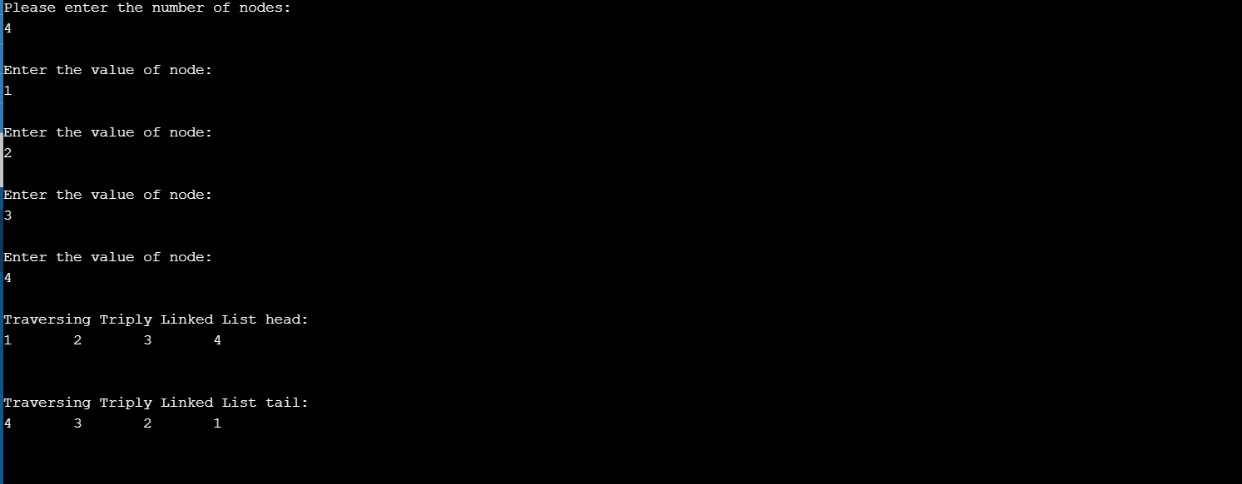 Please enter the number of nodes:
4
Enter the value of node:
1
Enter the value of node:
2
Enter the value of node:
3
Enter the value of node:
4
Traversing Triply Linked List head:
1 2 3 4
Traversing Triply Linked List tail:
4 3 2 1